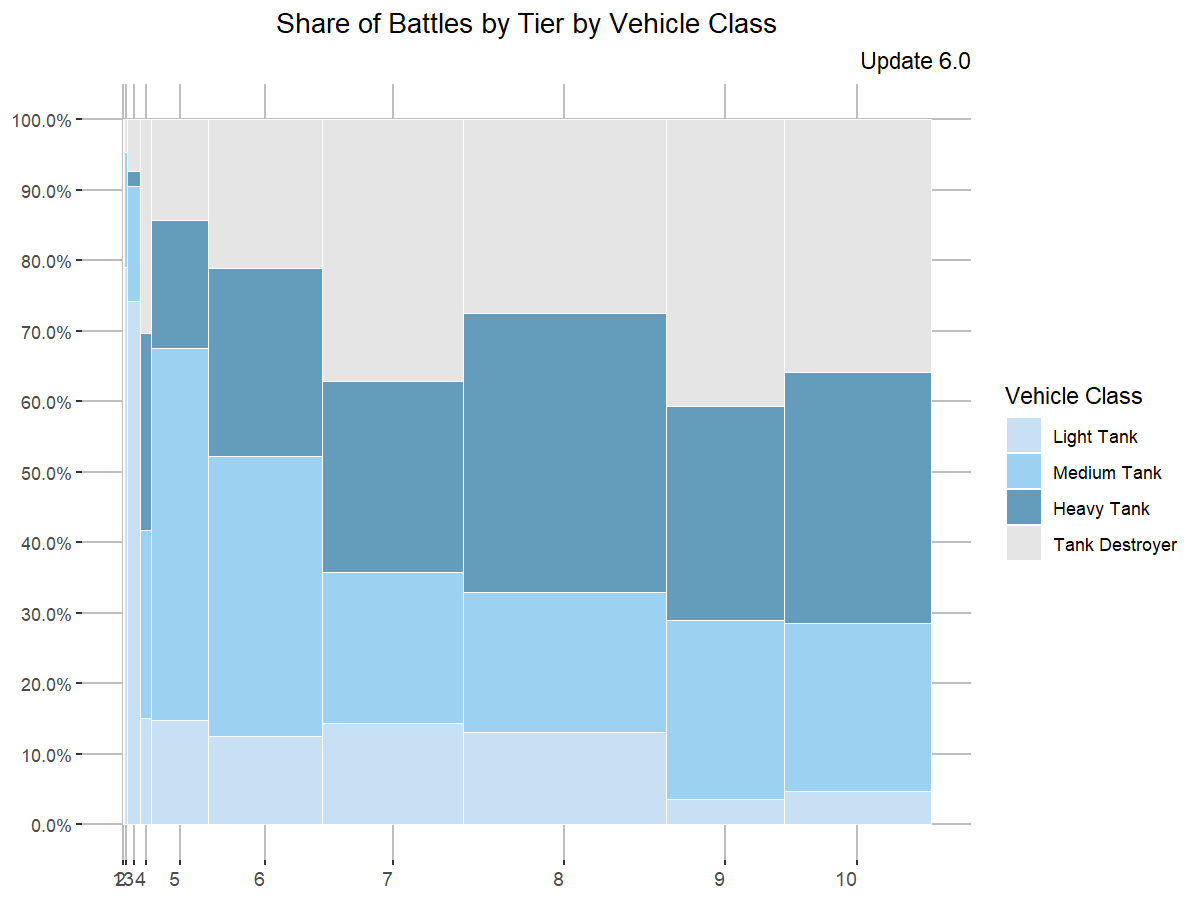 Share of Battles by Tier by Vehicle Class
Update 6.0
100.0%
90.0%
80.0%
70.0%
60.0%
50.0%
40.0%
30.0%
20.0%
10.0%
0.0%
1 2 3 4 5 6 7 8 9 10
Vehicle Class
Light Tank
Medium Tank
Heavy Tank
Tank Destroyer